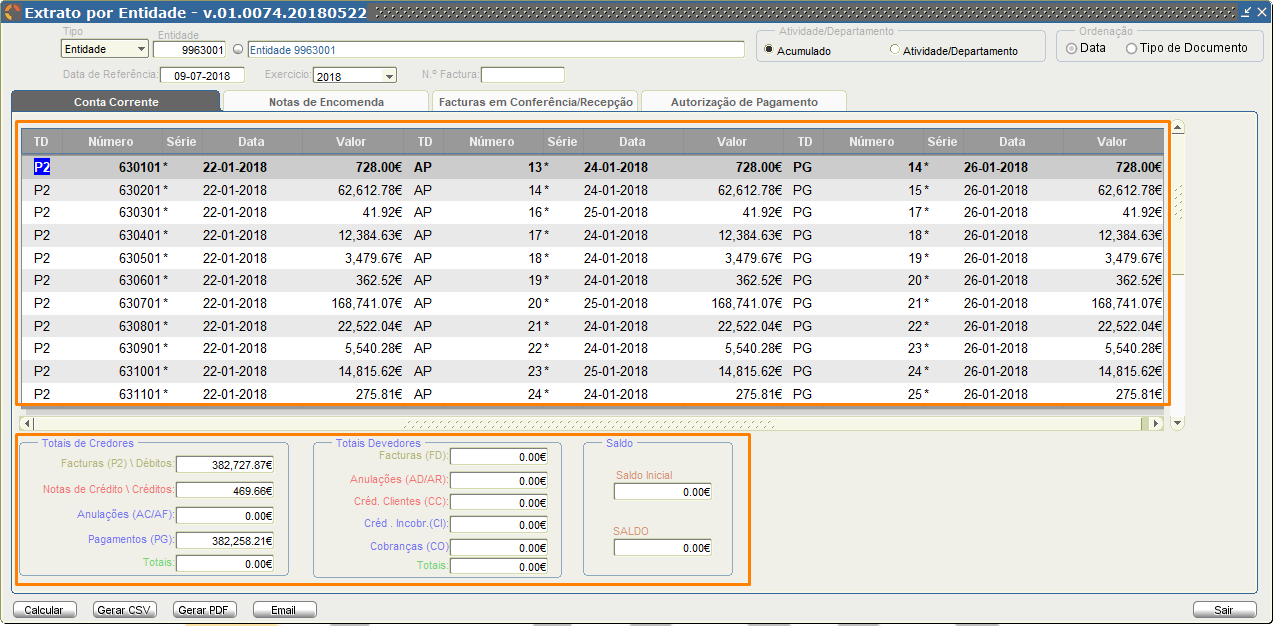 Extrato por Entidade - v.01.0074.20180522
Tipo Entidade Atividade/Departamento Ordenação
Entidade 9963001 Entidade 9963001 Acumulado Atividade/Departamento Data Tipo de Documento
Data de Referência: 09-07-2018 Exercicio: 2018 N.º Factura:
Conta Corrente Notas de Encomenda Facturas em Conferência/Recepção Autorização de Pagamento
TD Número Série Data Valor TD Número Série Data Valor TD Número Série Data Valor
P2 630101 * 22-01-2018 728.00€ AP 13 * 24-01-2018 728.00€ PG 14 * 26-01-2018 728.00€
P2 630201 * 22-01-2018 62,612.78€ AP 14 * 24-01-2018 62,612.78€ PG 15 * 26-01-2018 62,612.78€
P2 630301 * 22-01-2018 41.92€ AP 16 * 25-01-2018 41.92€ PG 17 * 26-01-2018 41.92€
P2 630401 * 22-01-2018 12,384.63€ AP 17 * 24-01-2018 12,384.63€ PG 18 * 26-01-2018 12,384.63€
P2 630501 * 22-01-2018 3,479.67€ AP 18 * 24-01-2018 3,479.67€ PG 19 * 26-01-2018 3,479.67€
P2 630601 * 22-01-2018 362.52€ AP 19 * 24-01-2018 362.52€ PG 20 * 26-01-2018 362.52€
P2 630701 * 22-01-2018 168,741.07€ AP 20 * 25-01-2018 168,741.07€ PG 21 * 26-01-2018 168,741.07€
P2 630801 * 22-01-2018 22,522.04€ AP 21 * 24-01-2018 22,522.04€ PG 22 * 26-01-2018 22,522.04€
P2 630901 * 22-01-2018 5,540.28€ AP 22 * 24-01-2018 5,540.28€ PG 23 * 26-01-2018 5,540.28€
P2 631001 * 22-01-2018 14,815.62€ AP 23 * 25-01-2018 14,815.62€ PG 24 * 26-01-2018 14,815.62€
P2 631101 * 22-01-2018 275.81€ AP 24 * 24-01-2018 275.81€ PG 25 * 26-01-2018 275.81€
Totais de Credores
Facturas (P2) \ Débitos: 382,727.87€
Notas de Crédito \ Créditos: 469.66€
Anulações (AC/AF): 0.00€
Pagamentos (PG): 382,258.21€
Totais: 0.00€
Totais Devedores
Facturas (FD): 0.00€
Anulações (AD/AR): 0.00€
Créd. Clientes (CC): 0.00€
Créd . Incobr.(CI): 0.00€
Cobranças (CO) 0.00€
Totais: 0.00€
Saldo
Saldo Inicial
0.00€
SALDO
0.00€
Calcular Gerar CSV Gerar PDF Email Sair